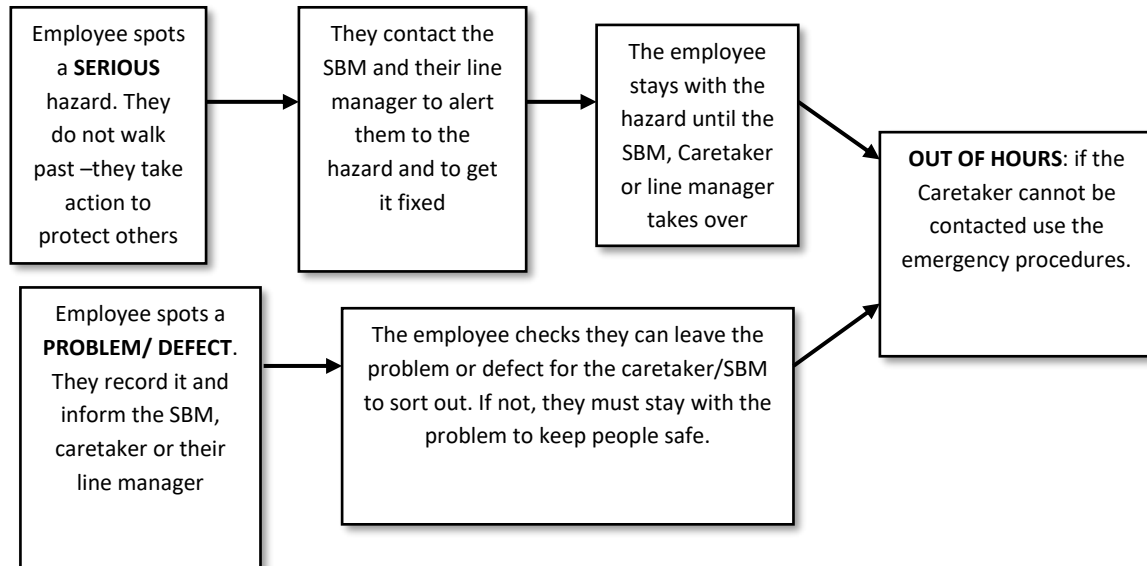 Employee spots
a SERIOUS
hazard. They
do not walk
past –they take
action to
protect others
They contact the
SBM and their line
manager to alert
them to the
hazard and to get
it fixed
The employee
stays with the
hazard until the
SBM, Caretaker
or line manager
takes over
OUT OF HOURS: if the
Caretaker cannot be
contacted use the
emergency procedures.
Employee spots a
PROBLEM/ DEFECT.
They record it and
inform the SBM,
caretaker or their
line manager
The employee checks they can leave the
problem or defect for the caretaker/SBM
to sort out. If not, they must stay with the
problem to keep people safe.